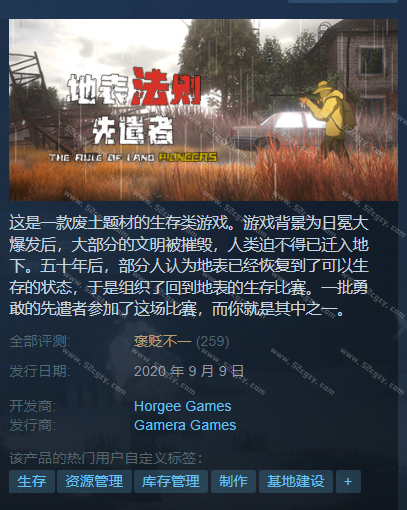 地表法则
先遣者
THE RULE OF LAND PIONEERS
这是一款废土题材的生存类游戏。游戏背景为日冕大
爆发后，大部分的文明被摧毁，人类迫不得已迁入地
下。五十年后，部分人认为地表已经恢复到了可以生
存的状态，于是组织了回到地表的生存比赛。一批勇
敢的先遣者参加了这场比赛，而你就是其中之一。
全部评测: 褒贬不一 (259)
发行日期: 2020 年 9 月 9 日
开发商: Horgee Games
发行商: Gamera Games
该产品的热门用户自定义标签：
生存 资源管理 库存管理 制作 基地建设 +
www.52cgzy.com